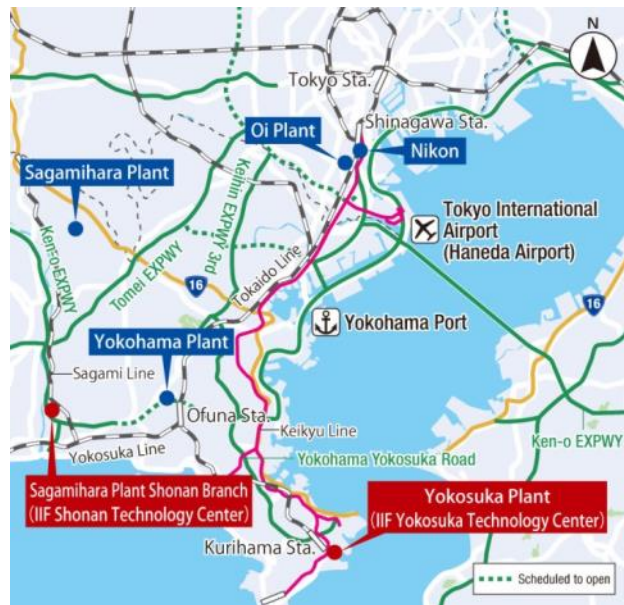 N
Tokyo Sta.
Shinagawa Sta.
Oi Plant
Nikon
Sagamihara Plant
Keihin EXPWY 3rd
Tokyo International
Airport
(Haneda Airport)
Ken-o EXPWY
Tomei EXPWY
Tokaido Line
16
16
Yokohama Port
Yokohama Plant
Sagami Line
Ofuna Sta.
Keikyu Line
Ken-o EXPWY
Yokosuka Line
Yokohama Yokosuka Road
Sagamihara Plant Shonan Branch
(IIF Shonan Technology Center)
Yokosuka Plant
(IIF Yokosuka Technology Center)
Kurihama Sta.
Scheduled to open